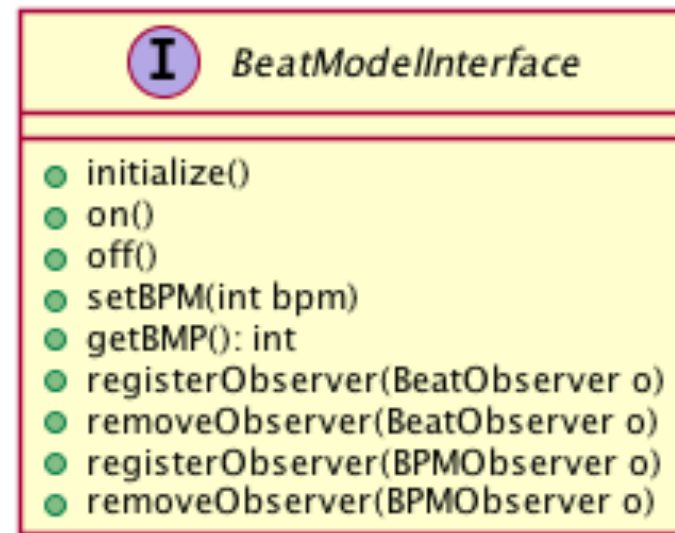 I BeatModelInterface
initialize()
on()
off()
setBPM(int bpm)
getBMP(): int
registerObserver(BeatObserver o)
removeObserver(BeatObserver o)
registerObserver(BPMObserver o)
removeObserver(BPMObserver o)